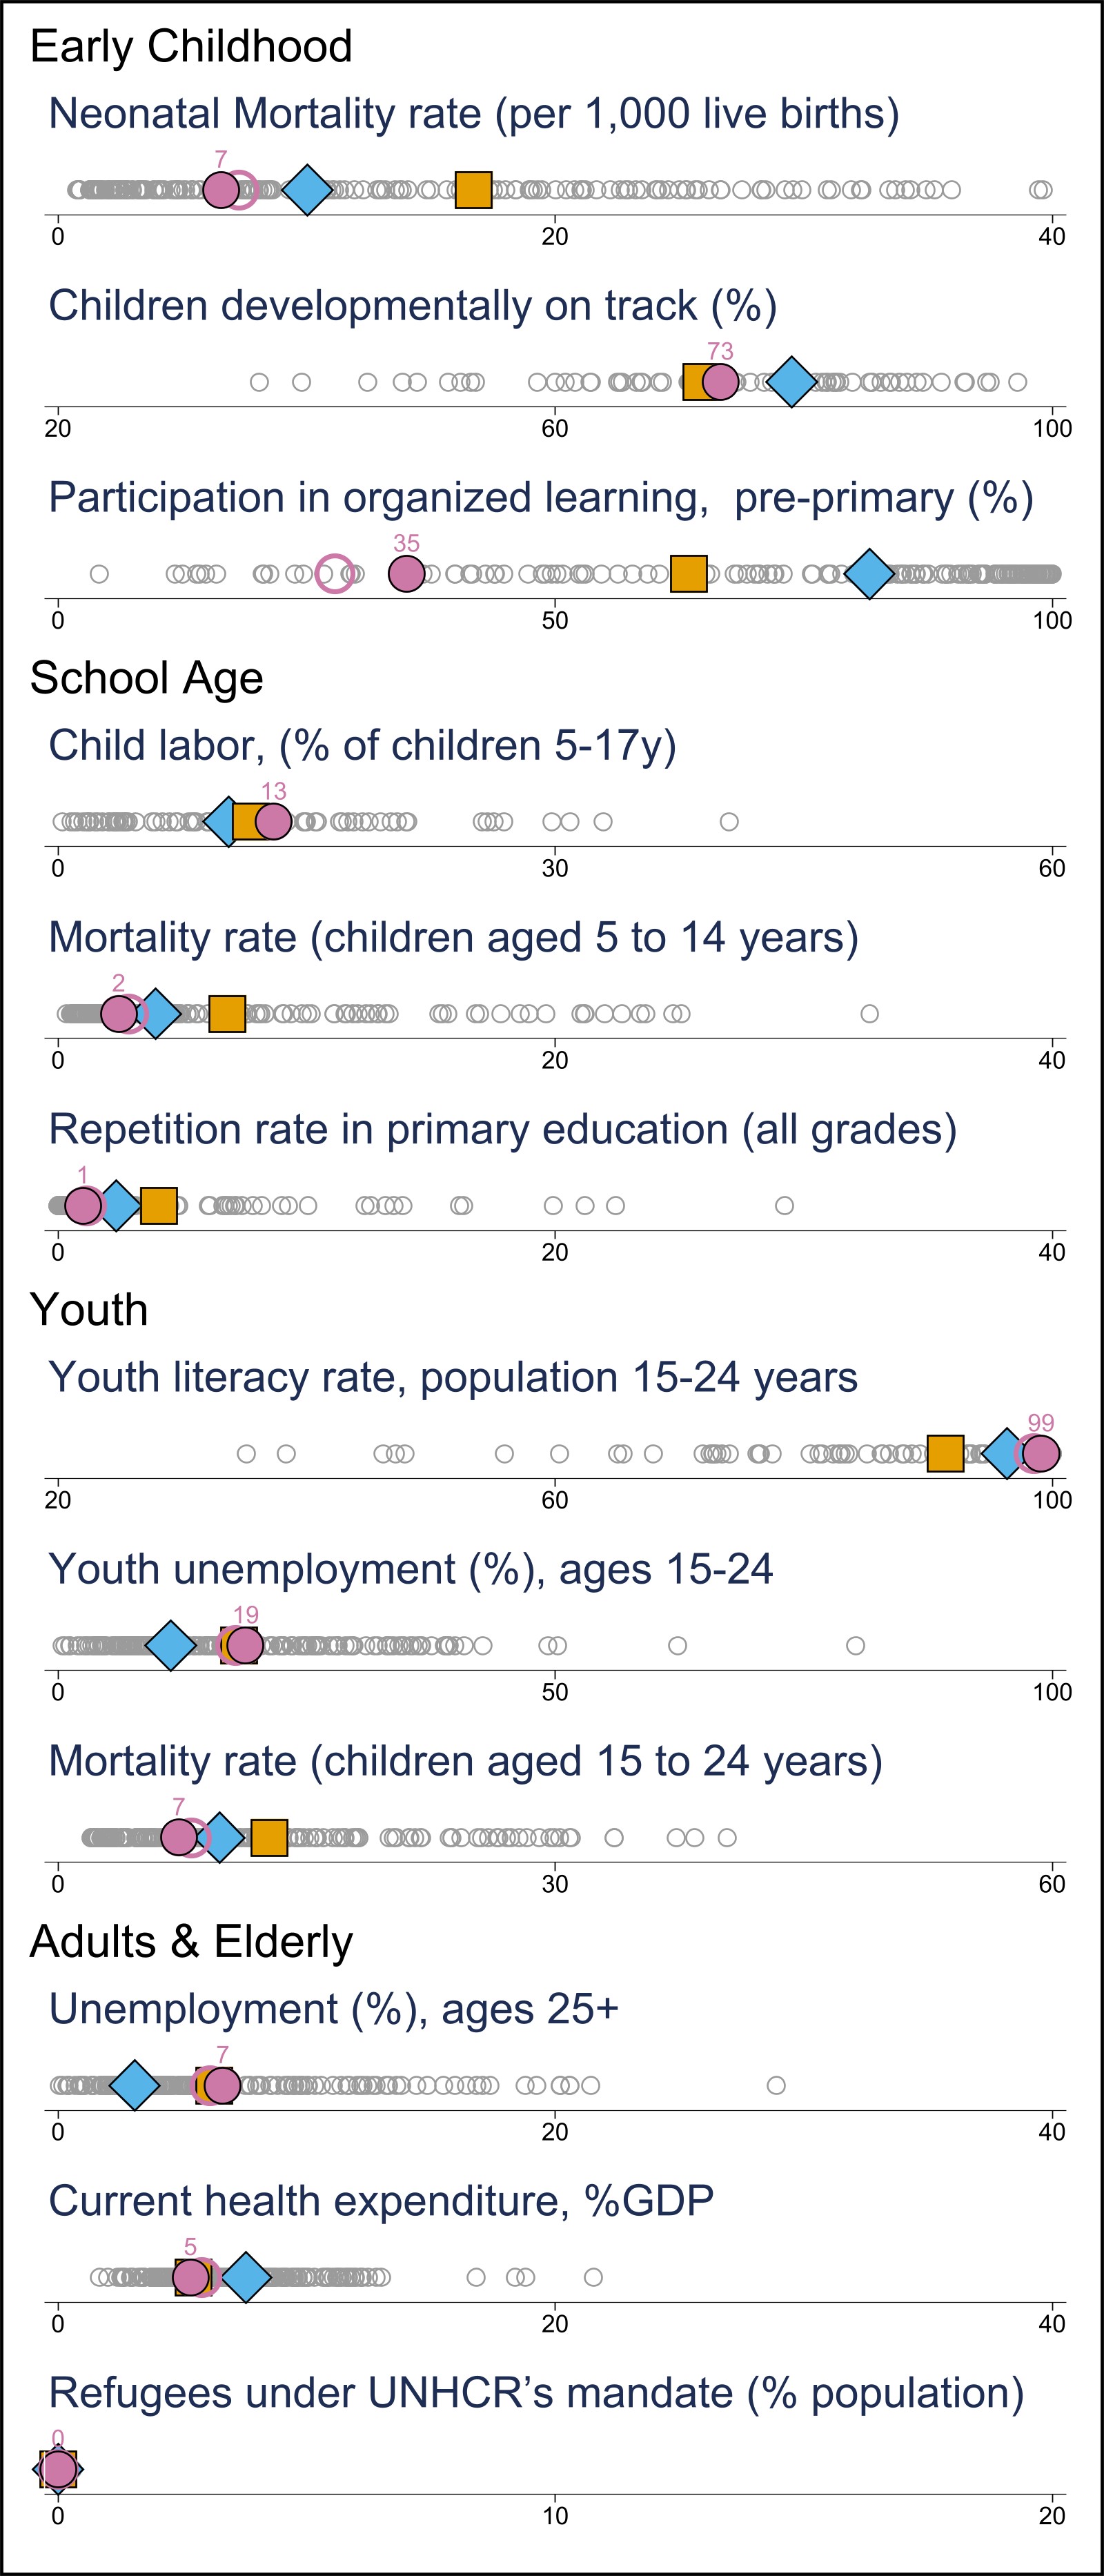 Early Childhood
Neonatal Mortality rate (per 1,000 live births)
7
0 20 40
Children developmentally on track (%)
73
20 60 100
Participation in organized learning,  pre-primary (%)
35
0 50 100
School Age
Child labor, (% of children 5-17y)
13
0 30 60
Mortality rate (children aged 5 to 14 years)
2
0 20 40
Repetition rate in primary education (all grades)
1
0 20 40
Youth
Youth literacy rate, population 15-24 years
99
20 60 100
Youth unemployment (%), ages 15-24
19
0 50 100
Mortality rate (children aged 15 to 24 years)
7
0 30 60
Adults & Elderly
Unemployment (%), ages 25+
7
0 20 40
Current health expenditure, %GDP
5
0 20 40
Refugees under UNHCR’s mandate (% population)
0
0 10 20